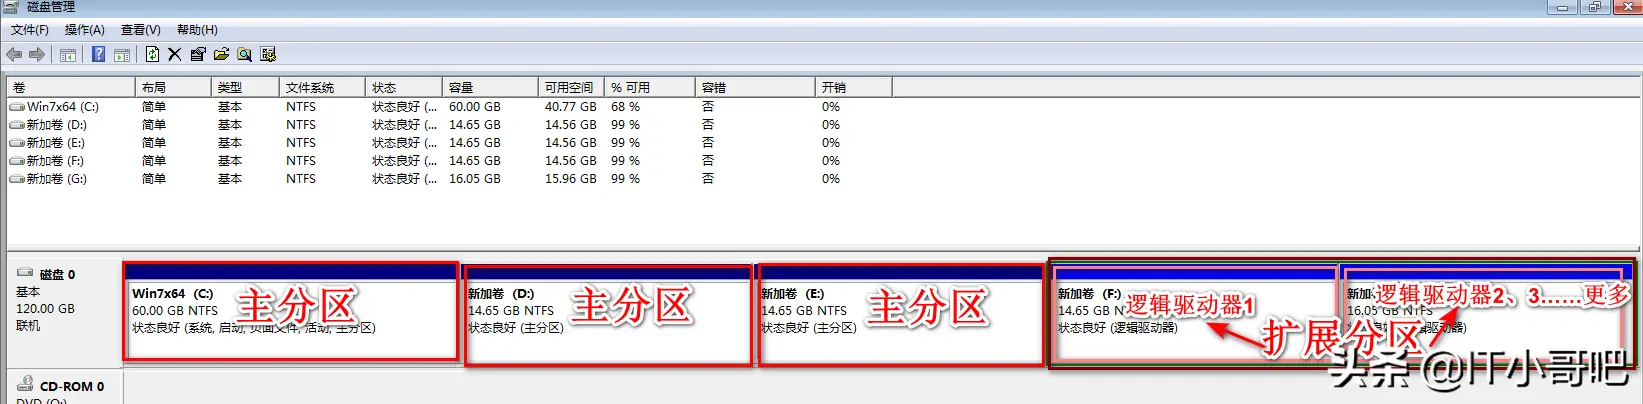 磁盘管理
文件(F) 操作(A) 查看(V) 帮助(H)
卷 布局 类型 文件系统 状态 容量 可用空间 % 可用 容错 开销
Win7x64 (C:) 简单 基本 NTFS 状态良好 (... 60.00 GB 40.77 GB 68 % 否 0%
新加卷 (D:) 简单 基本 NTFS 状态良好 (... 14.65 GB 14.56 GB 99 % 否 0%
新加卷 (E:) 简单 基本 NTFS 状态良好 (... 14.65 GB 14.56 GB 99 % 否 0%
新加卷 (F:) 简单 基本 NTFS 状态良好 (... 14.65 GB 14.56 GB 99 % 否 0%
新加卷 (G:) 简单 基本 NTFS 状态良好 (... 16.05 GB 15.96 GB 99 % 否 0%
磁盘 0
基本
120.00 GB
联机
Win7x64 (C:)
60.00 GB NTFS
状态良好 (系统, 启动, 页面文件, 活动, 主分区)
主分区
新加卷 (D:)
14.65 GB NTFS
状态良好 (主分区)
主分区
新加卷 (E:)
14.65 GB NTFS
状态良好 (主分区)
主分区
新加卷 (F:)
14.65 GB NTFS
状态良好 (逻辑驱动器)
逻辑驱动器1
16.05 GB NTFS
逻辑驱动器2、3......更多
扩展分区
CD-ROM 0
头条 @IT小哥吧